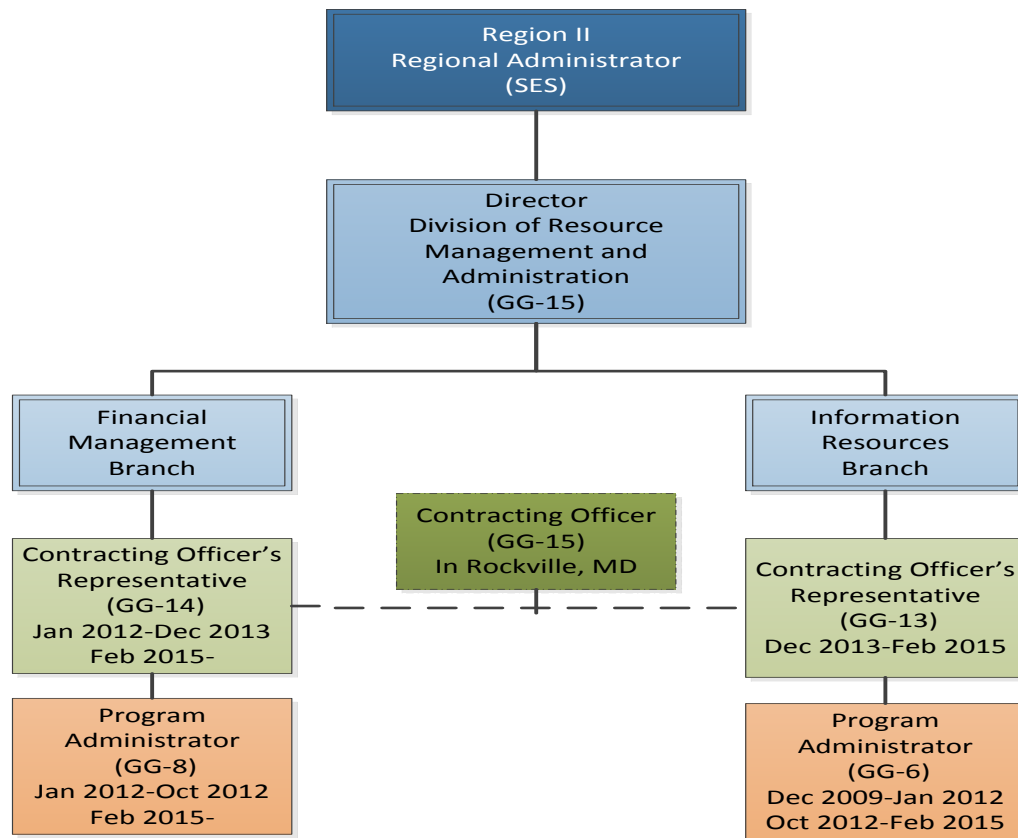 Region II
Regional Administrator
(SES)
Director
Division of Resource
Management and
Administration
(GG-15)
Financial
Management
Branch
Information
Resources
Branch
Contracting Officer
(GG-15)
In Rockville, MD
Contracting Officer’s
Representative
(GG-14)
Jan 2012-Dec 2013
Feb 2015-
Contracting Officer’s
Representative
(GG-13)
Dec 2013-Feb 2015
Program
Administrator
(GG-8)
Jan 2012-Oct 2012
Feb 2015-
Program
Administrator
(GG-6)
Dec 2009-Jan 2012
Oct 2012-Feb 2015